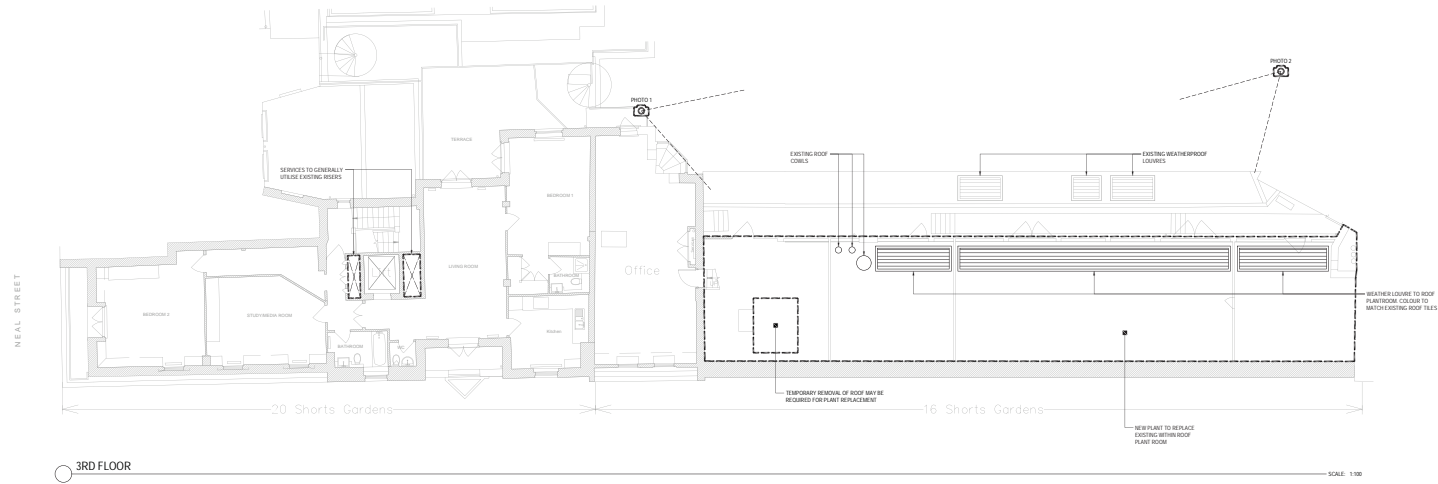 PHOTO 2
PHOTO 1
TERRACE
EXISTING ROOF
COWLS
EXISTING WEATHERPROOF
LOUVRES
SERVICES TO GENERALLY
UTILISE EXISTING RISERS
BEDROOM 1
LIVING ROOM
Office
BATHROOM
NEAL STREET
BEDROOM 2
STUDY/MEDIA ROOM
WEATHER LOUVRE TO ROOF
PLANTROOM. COLOUR TO
MATCH EXISTING ROOF TILES
Kitchen
BATHROOM
WC
TEMPORARY REMOVAL OF ROOF MAY BE
REQUIRED FOR PLANT REPLACEMENT
20 Shorts Gardens
16 Shorts Gardens
NEW PLANT TO REPLACE
EXISTING WITHIN ROOF
PLANT ROOM
3RD FLOOR
SCALE: 1:100